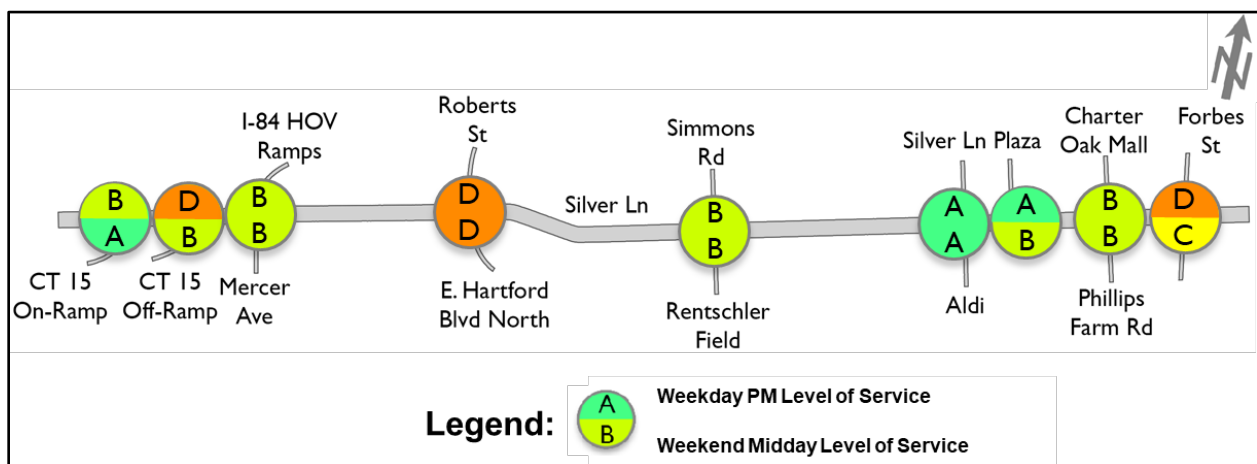 N
I-84 HOV
Ramps
Roberts
St
Simmons
Rd
Silver Ln Plaza
Charter
Oak Mall
Forbes
St
B
A
D
B
B
B
D
D
Silver Ln
B
B
A
A
A
B
B
B
D
C
CT 15
On-Ramp
CT 15
Off-Ramp
Mercer
Ave
E. Hartford
Blvd North
Rentschler
Field
Aldi
Phillips
Farm Rd
Legend:
A
B
Weekday PM Level of Service
Weekend Midday Level of Service